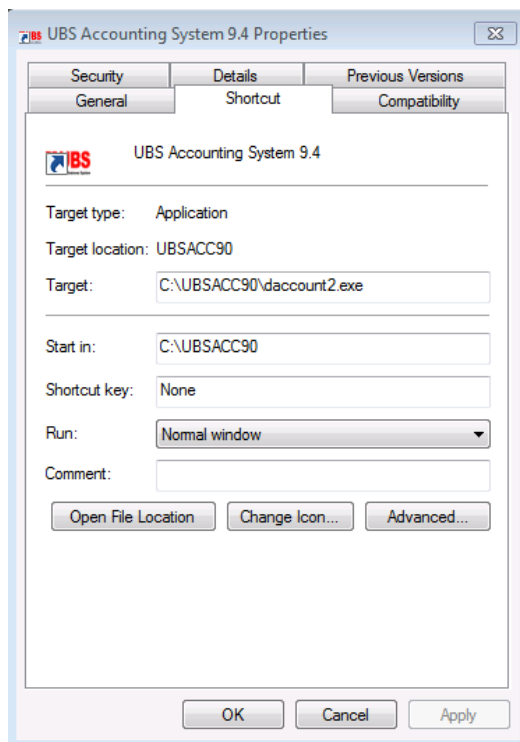 UBS Accounting System 9.4 Properties
Security Details Previous Versions
General Shortcut Compatibility
UBS Accounting System 9.4
Target type: Application
Target location: UBSACC90
Target: C:\UBSACC90\daccount2.exe
Start in: C:\UBSACC90
Shortcut key: None
Run: Normal window
Comment:
Open File Location Change Icon... Advanced...
OK Cancel Apply